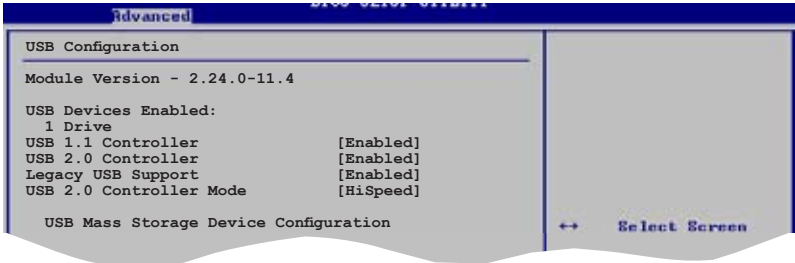 Advanced
USB Configuration
Module Version - 2.24.0-11.4
USB Devices Enabled:
1 Drive
USB 1.1 Controller [Enabled]
USB 2.0 Controller [Enabled]
Legacy USB Support [Enabled]
USB 2.0 Controller Mode [HiSpeed]
USB Mass Storage Device Configuration
↔ Select Screen